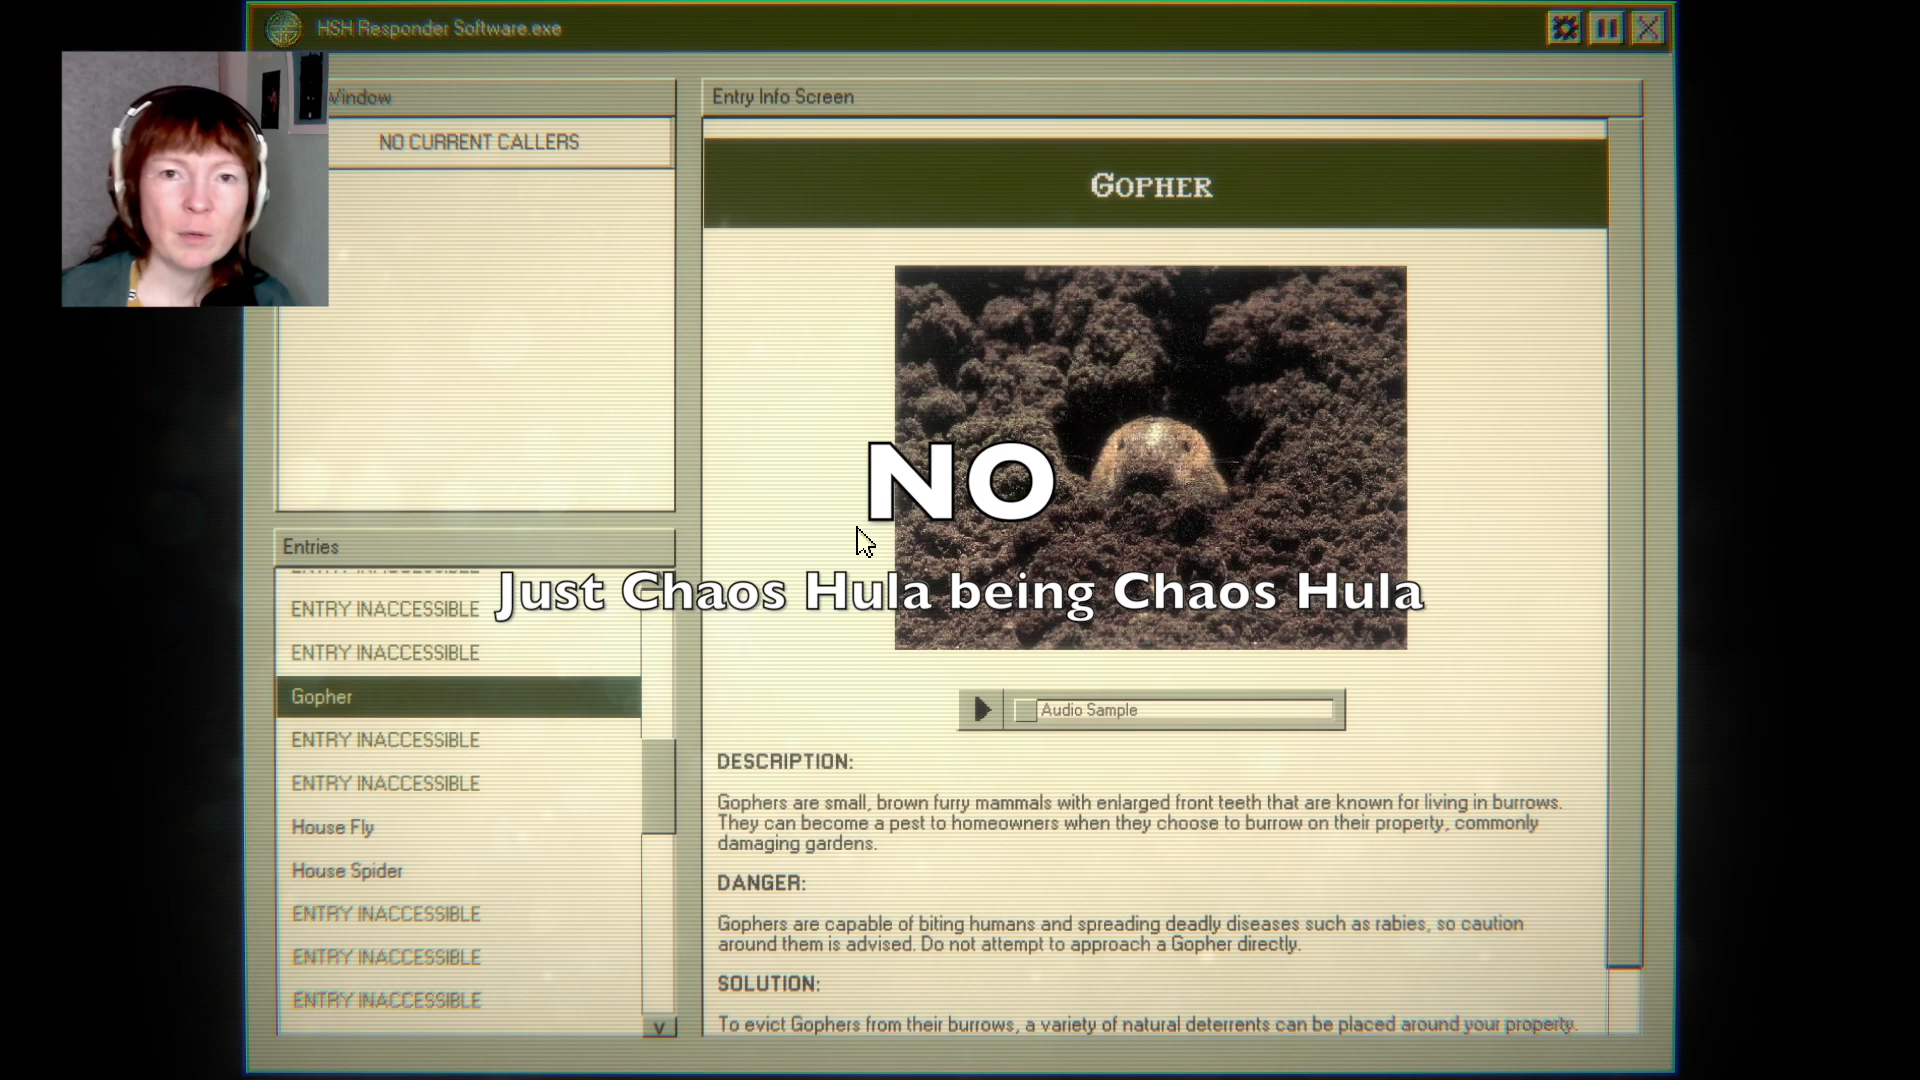 HSH Responder Software.exe
Window
NO CURRENT CALLERS
Entries
ENTRY INACCESSIBLE
ENTRY INACCESSIBLE
ENTRY INACCESSIBLE
Gopher
ENTRY INACCESSIBLE
ENTRY INACCESSIBLE
House Fly
House Spider
ENTRY INACCESSIBLE
ENTRY INACCESSIBLE
ENTRY INACCESSIBLE
V
Entry Info Screen
GOPHER
NO
Just Chaos Hula being Chaos Hula
Audio Sample
DESCRIPTION:
Gophers are small, brown furry mammals with enlarged front teeth that are known for living in burrows.
They can become a pest to homeowners when they choose to burrow on their property, commonly
damaging gardens.
DANGER:
Gophers are capable of biting humans and spreading deadly diseases such as rabies, so caution
around them is advised. Do not attempt to approach a Gopher directly.
SOLUTION:
To evict Gophers from their burrows, a variety of natural deterrents can be placed around your property.